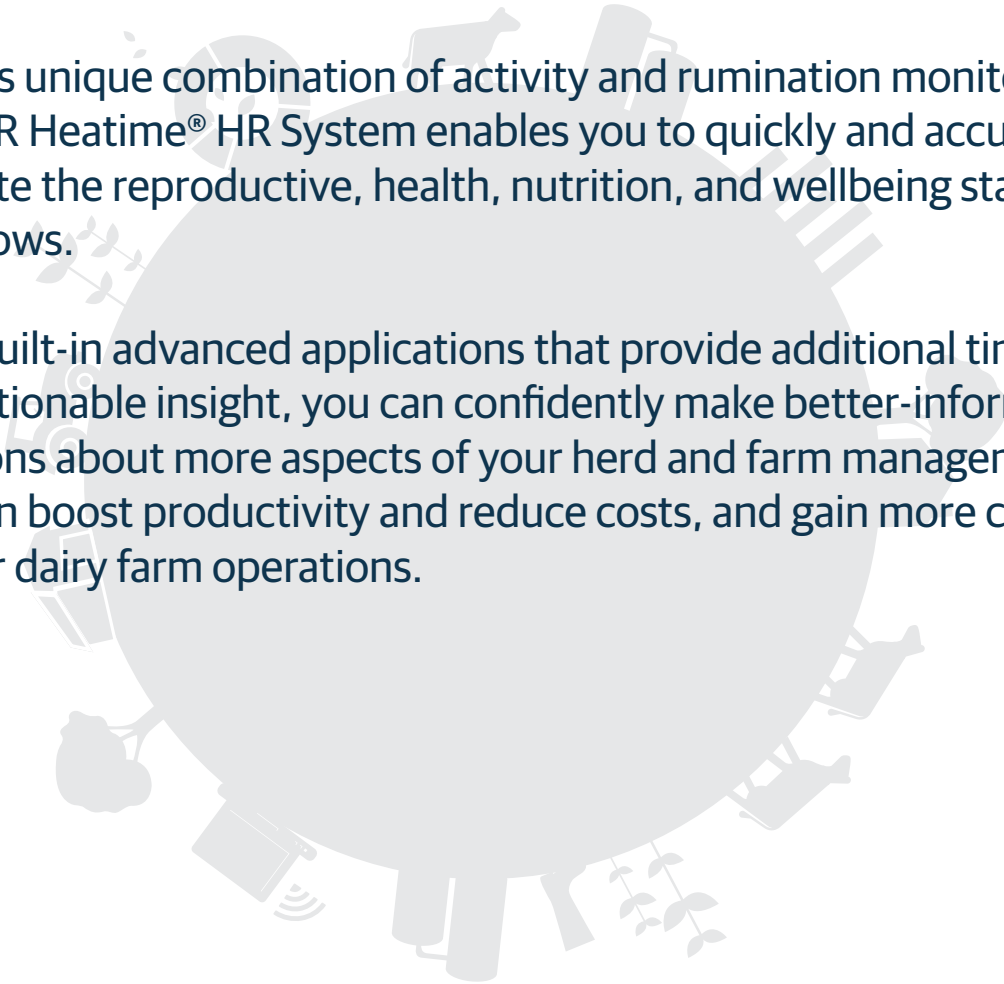 s unique combination of activity and rumination monit
R Heatime® HR System enables you to quickly and accu
te the reproductive, health, nutrition, and wellbeing sta
ows.
uilt-in advanced applications that provide additional tin
tionable insight, you can confidently make better-infor
ons about more aspects of your herd and farm manager
n boost productivity and reduce costs, and gain more c
r dairy farm operations.